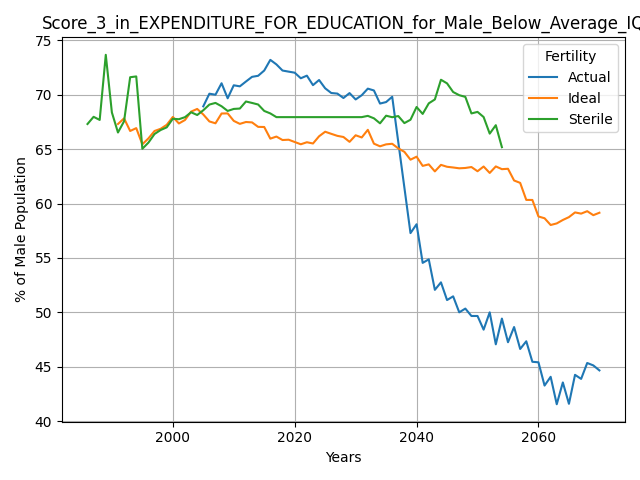 Score_3_in_EXPENDITURE_FOR_EDUCATION_for_Male_Below_Average_IQ
75
70
65
60
55
50
45
40
% of Male Population
Fertility
Actual
Ideal
Sterile
2000
2020
2040
2060
Years